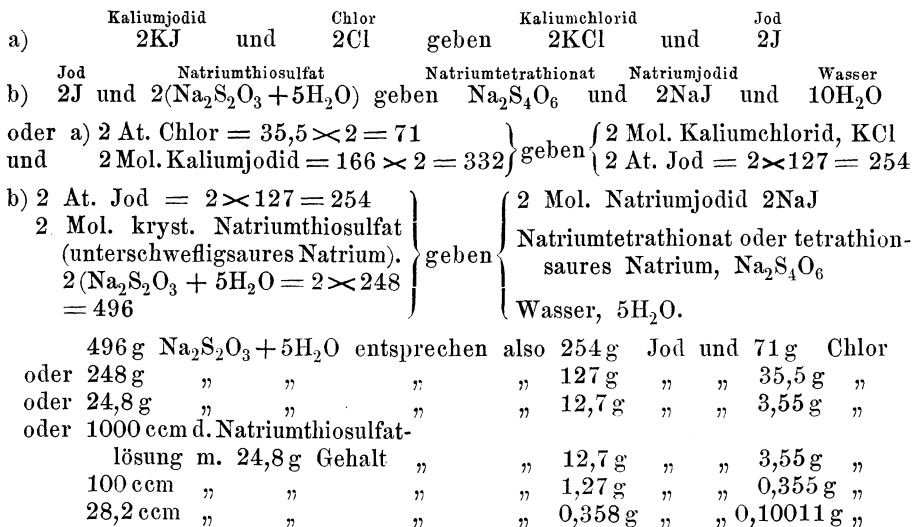 Kaliumjodid Chlor Kaliumchlorid Jod
a) 2KJ und 2Cl geben 2KCl und 2J
Jod Natriumthiosulfat Natriumtetrathionat Natriumjodid Wasser
b) 2J und 2(Na₂S₂O₃ + 5H₂O) geben Na₂S₄O₆ und 2NaJ und 10H₂O
oder a) 2 At. Chlor = 35,5 × 2 = 71 } geben { 2 Mol. Kaliumchlorid, KCl
und 2 Mol. Kaliumjodid = 166 × 2 = 332 } geben { 2 At. Jod = 2 × 127 = 254
b) 2 At. Jod = 2 × 127 = 254
2 Mol. kryst. Natriumthiosulfat
(unterschwefligsaures Natrium).
2(Na₂S₂O₃ + 5H₂O = 2 × 248
= 496
} geben {
2 Mol. Natriumjodid 2NaJ
Natriumtetrathionat oder tetrathion-
saures Natrium, Na₂S₄O₆
Wasser, 5H₂O.
496 g Na₂S₂O₃ + 5H₂O entsprechen also 254 g Jod und 71 g Chlor
oder 248 g „ „ „ „ 127 g „ „ 35,5 g „
oder 24,8 g „ „ „ „ 12,7 g „ „ 3,55 g „
oder 1000 ccm d. Natriumthiosulfat-
lösung m. 24,8 g Gehalt „ „ 12,7 g „ „ 3,55 g „
100 ccm „ „ „ „ 1,27 g „ „ 0,355 g „
28,2 ccm „ „ „ „ 0,358 g „ „ 0,10011 g „